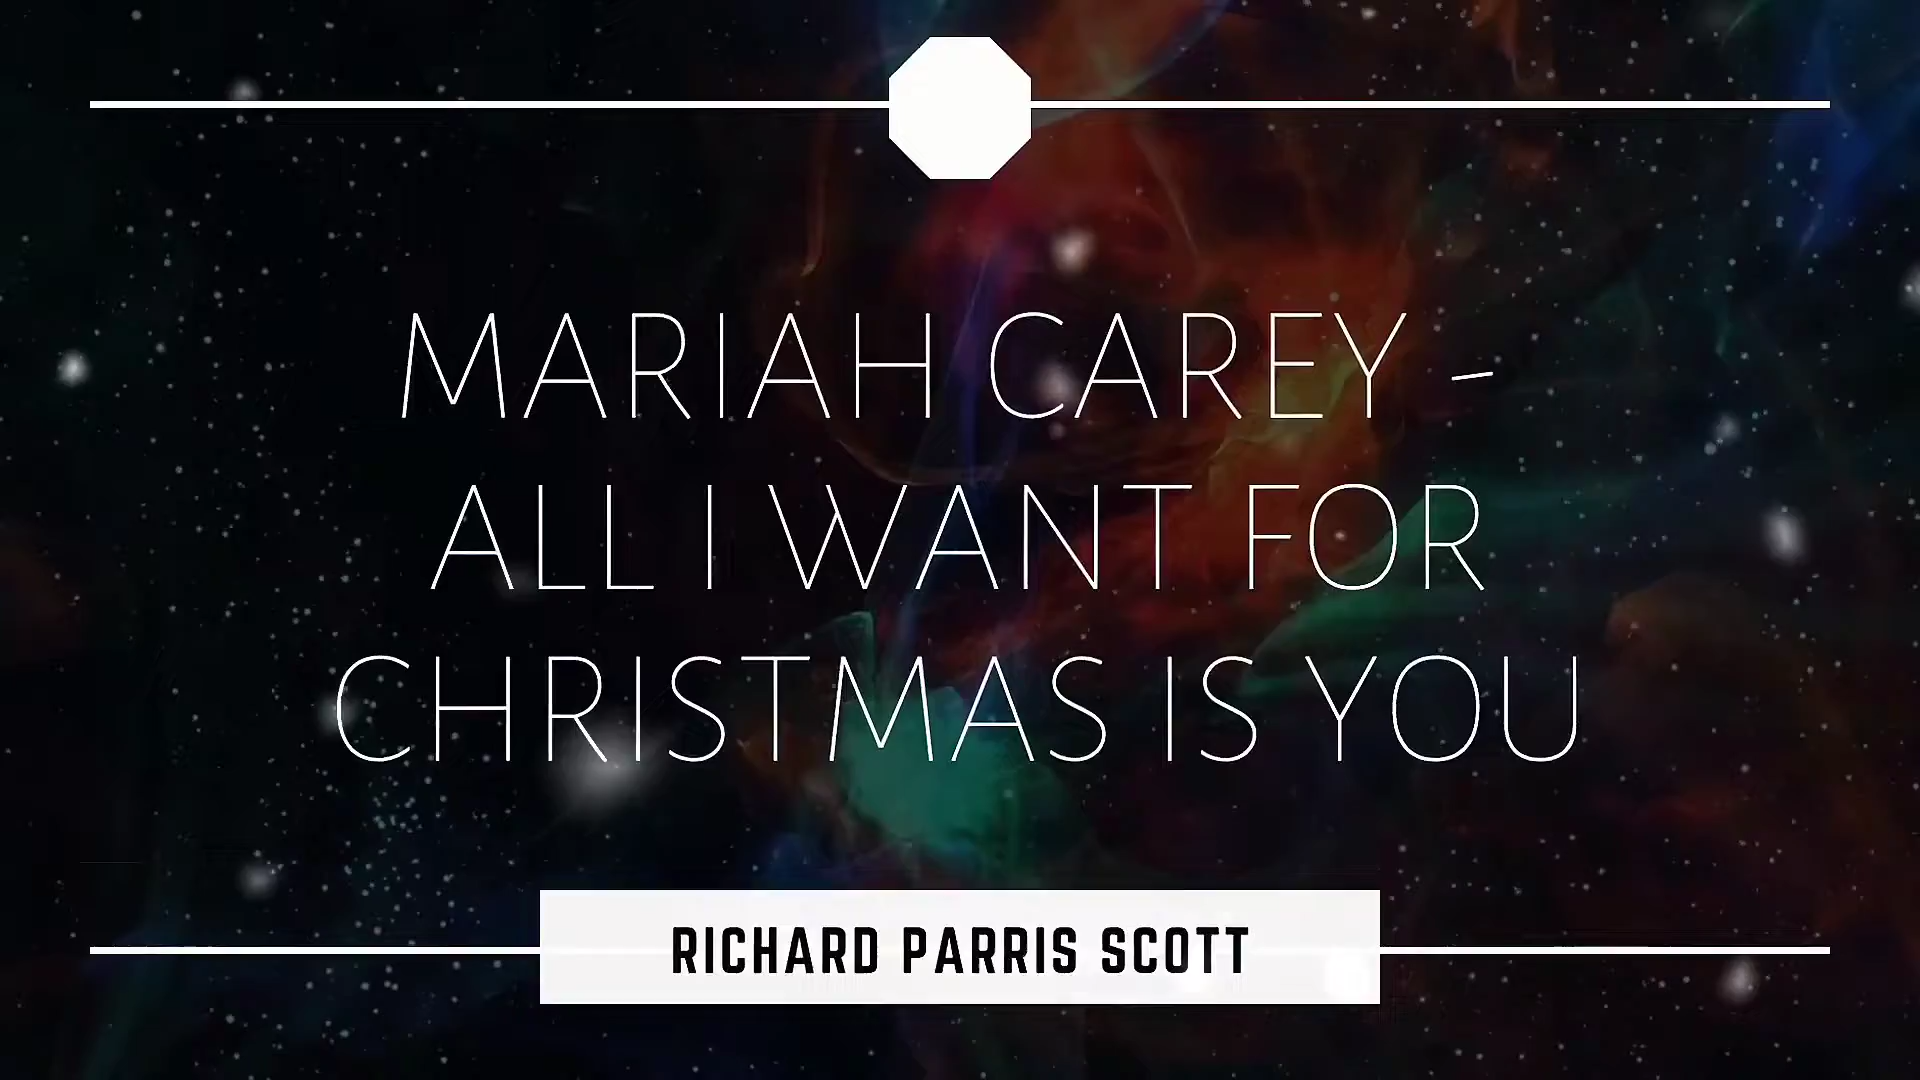 MARIAH CAREY -
ALL I WANT FOR
CHRISTMAS IS YOU
RICHARD PARRIS SCOTT